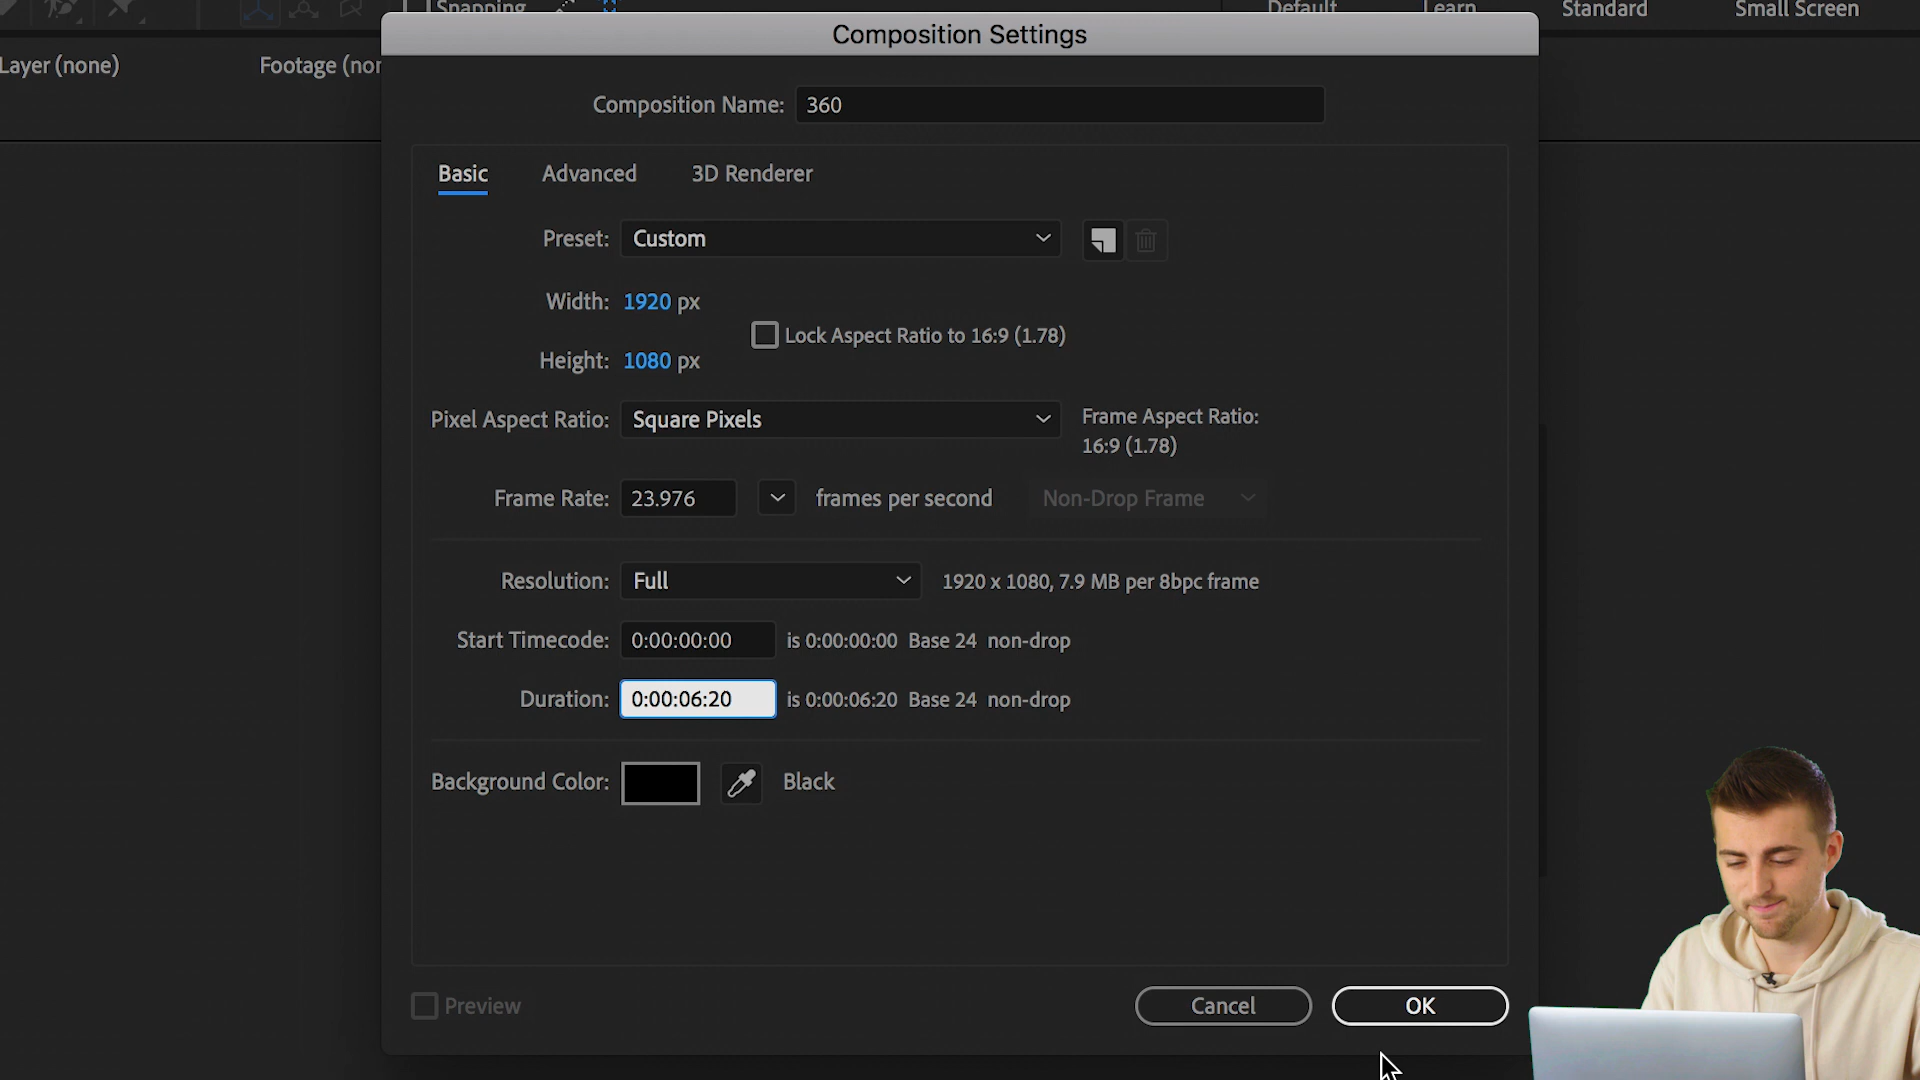 Snapping
Default
Learn
Standard
Small Screen
Layer (none)
Footage (nor
Composition Settings
Composition Name: 360
Basic Advanced 3D Renderer
Preset: Custom
Width: 1920 px
Lock Aspect Ratio to 16:9 (1.78)
Height: 1080 px
Pixel Aspect Ratio: Square Pixels
Frame Aspect Ratio:
16:9 (1.78)
Frame Rate: 23.976 frames per second Non-Drop Frame
Resolution: Full 1920 x 1080, 7.9 MB per 8bpc frame
Start Timecode: 0:00:00:00 is 0:00:00:00 Base 24 non-drop
Duration: 0:00:06:20 is 0:00:06:20 Base 24 non-drop
Background Color: Black
Preview
Cancel
OK